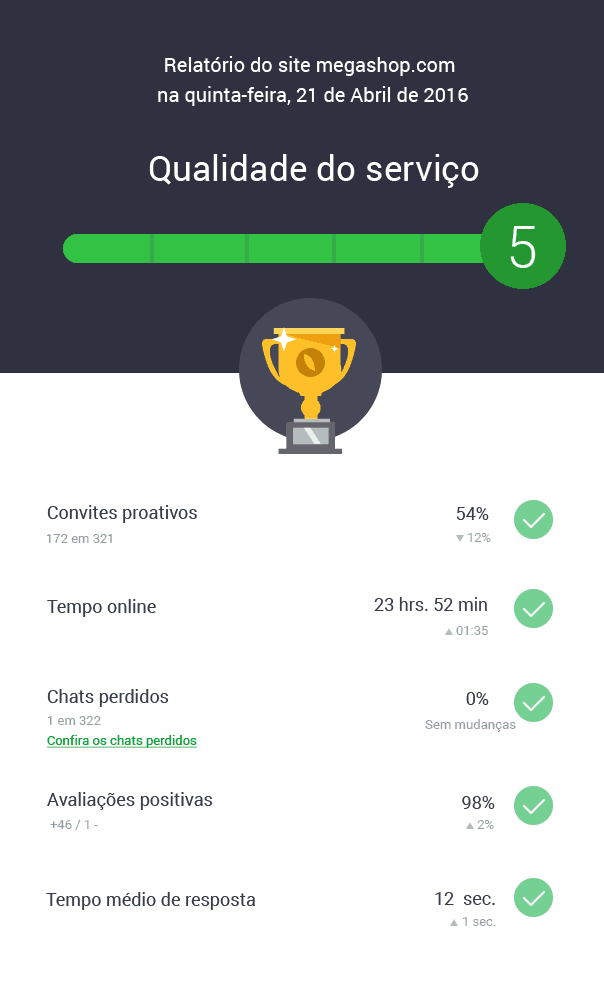 Relatório do site megashop.com
na quinta-feira, 21 de Abril de 2016
Qualidade do serviço
5
Convites proativos
54%
172 em 321
12%
Tempo online
23 hrs. 52 min
01:35
Chats perdidos
0%
1 em 322
Sem mudanças
Confira os chats perdidos
Avaliações positivas
98%
+46 / 1 -
2%
Tempo médio de resposta
12 sec.
1 sec.